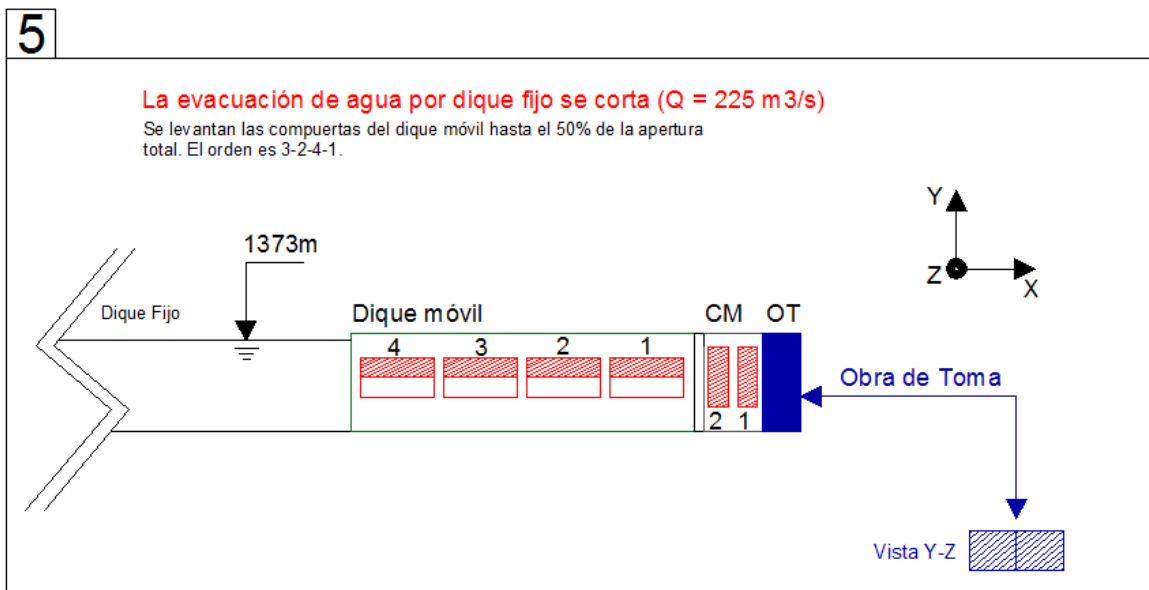 5
La evacuación de agua por dique fijo se corta (Q = 225 m3/s)
Se levantan las compuertas del dique móvil hasta el 50% de la apertura
total. El orden es 3-2-4-1.
Y
Z
X
1373m
Dique Fijo
Dique móvil
CM
OT
4
3
2
1
2
1
Obra de Toma
Vista Y-Z